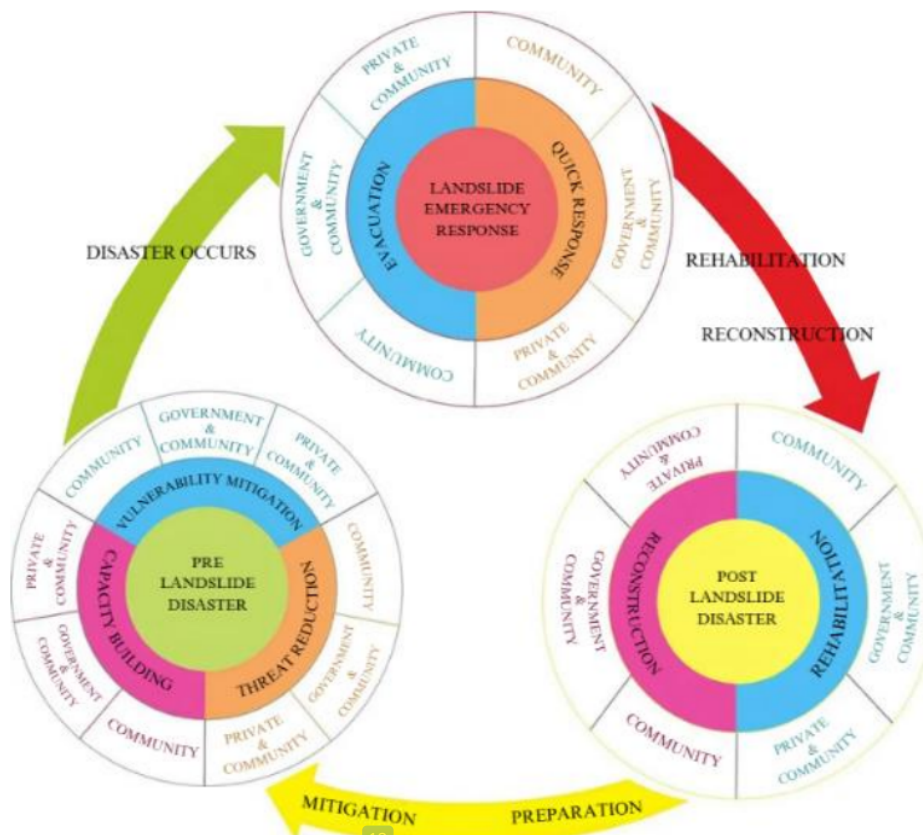 PRIVATE
&
COMMUNITY
COMMUNITY
GOVERNMENT
&
COMMUNITY
EVACUATION
LANDSLIDE
EMERGENCY
RESPONSE
QUICK RESPONSE
GOVERNMENT
&
COMMUNITY
COMMUNITY
PRIVATE
&
COMMUNITY
DISASTER OCCURS
REHABILITATION
RECONSTRUCTION
COMMUNITY
GOVERNMENT
&
COMMUNITY
PRIVATE
&
COMMUNITY
VULNERABILITY MITIGATION
PRIVATE
&
COMMUNITY
CAPACITY BUILDING
PRE
LANDSLIDE
DISASTER
THREAT REDUCTION
COMMUNITY
GOVERNMENT
&
COMMUNITY
COMMUNITY
PRIVATE
&
COMMUNITY
GOVERNMENT
&
COMMUNITY
PRIVATE
&
COMMUNITY
COMMUNITY
GOVERNMENT
&
COMMUNITY
RECONSTRUCTION
POST
LANDSLIDE
DISASTER
REHABILITATION
GOVERNMENT
&
COMMUNITY
COMMUNITY
PRIVATE
&
COMMUNITY
MITIGATION
PREPARATION